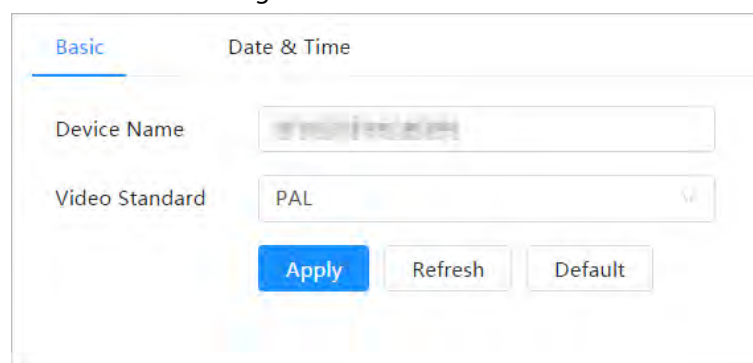 Basic Date & Time
Device Name
Video Standard PAL
Apply Refresh Default